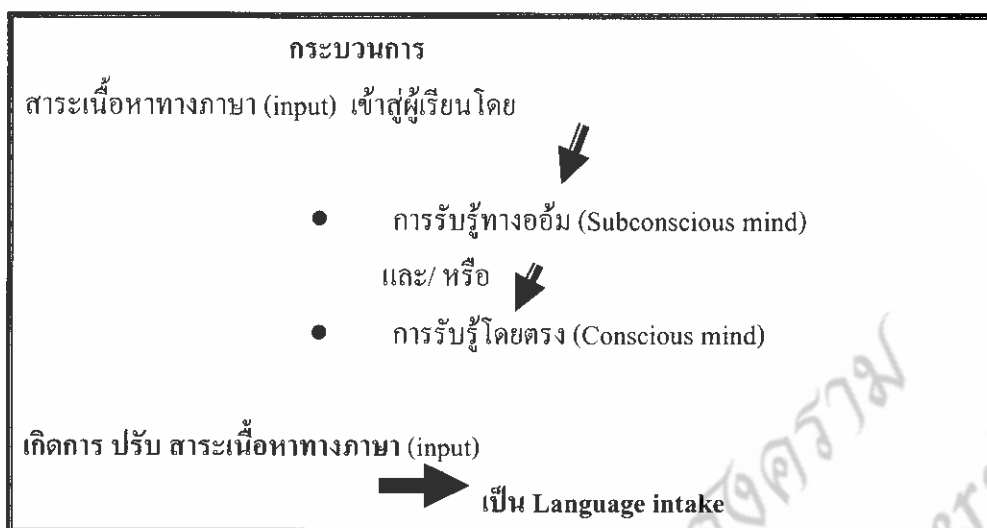 กระบวนการ
สาระเนื้อหาทางภาษา (input) เข้าสู่ผู้เรียนโดย
● การรับรู้ทางออ้ม (Subconscious mind)
และ/ หรือ
● การรับรู้โดยตรง (Conscious mind)
เกิดการ ปรับ สาระเนื้อหาทางภาษา (input)
เป็น Language intake